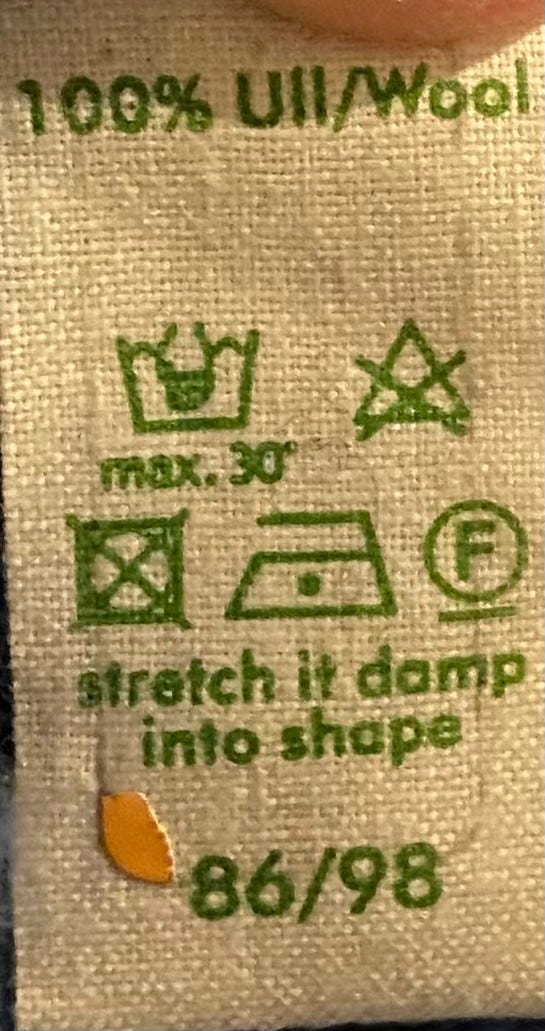 100% Ull/Wool
max. 30°
F
stretch it damp
into shape
86/98